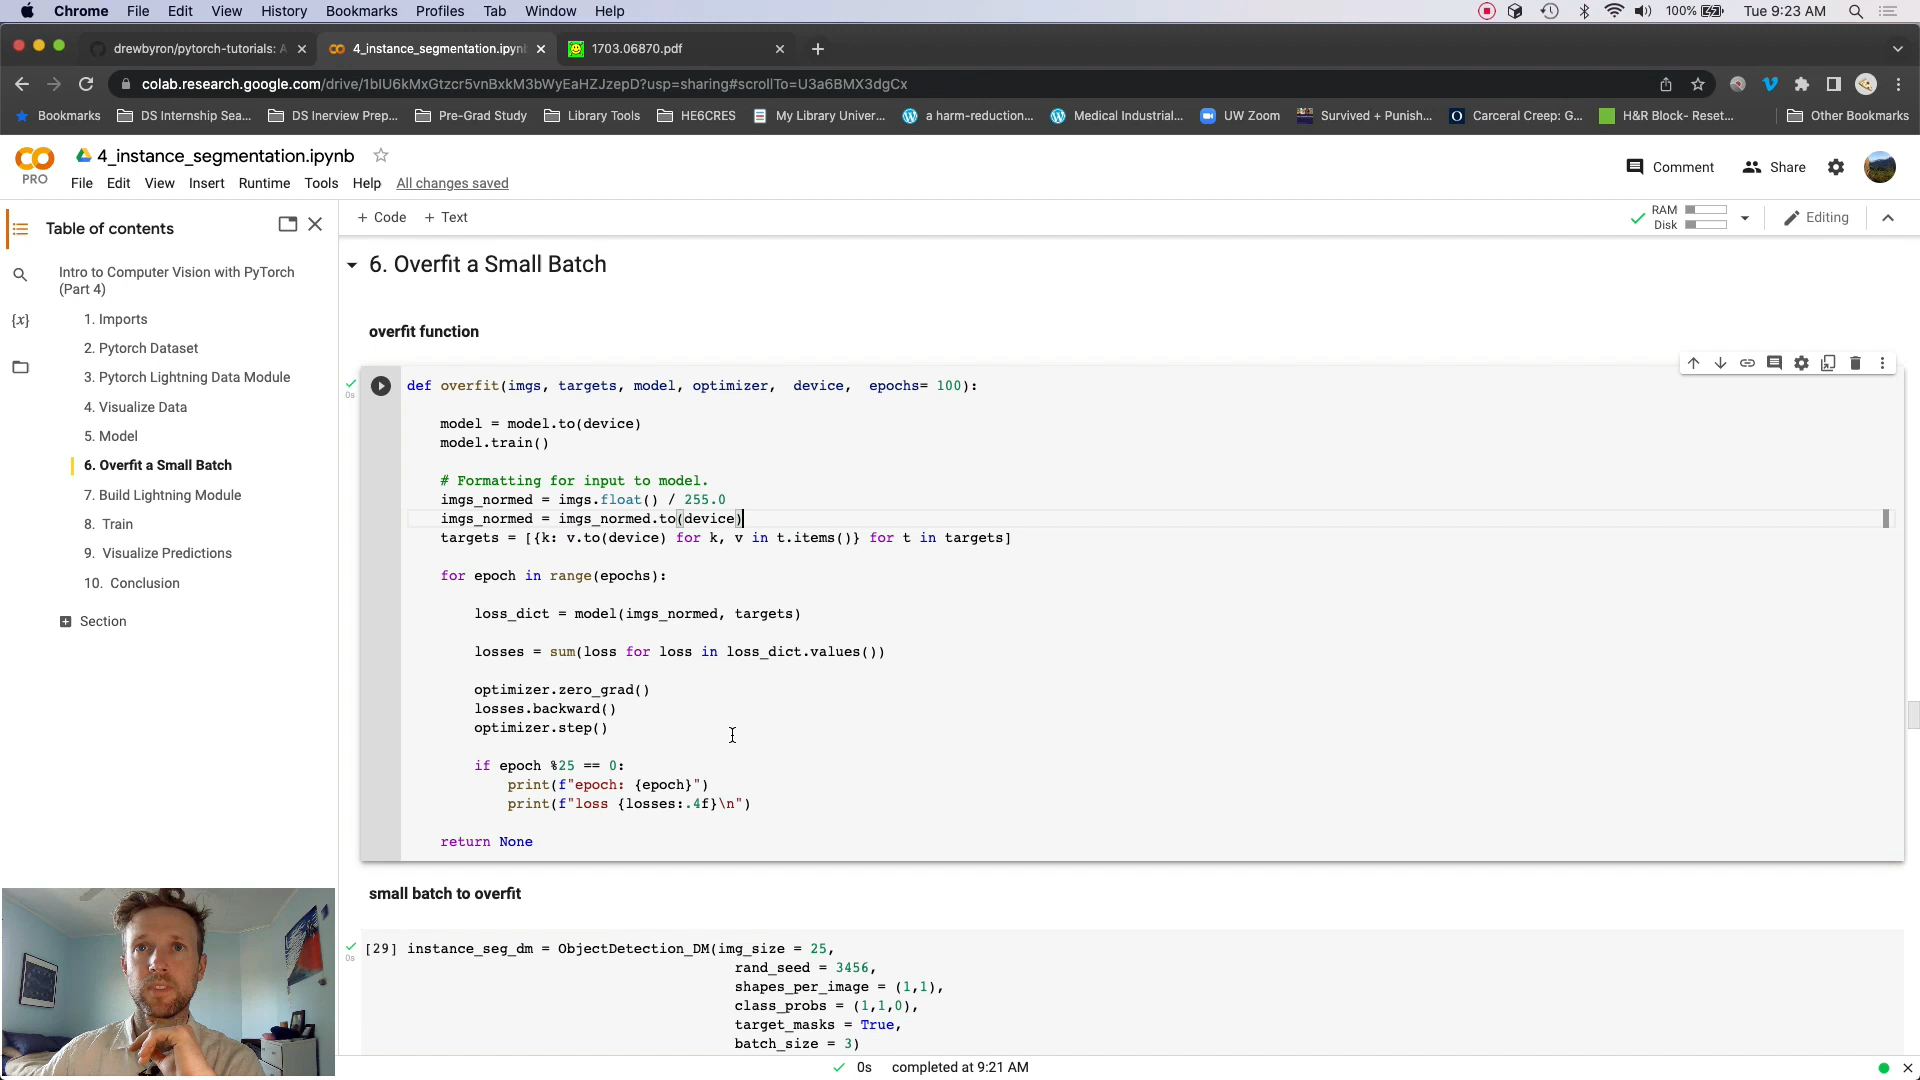 Chrome File Edit View History Bookmarks Profiles Tab Window Help 100% Tue 9:23 AM
drewbyron/pytorch-tutorials: A 4_instance_segmentation.ipyn 1703.06870.pdf
colab.research.google.com/drive/1bIU6kMxGtzcr5vnBxkM3bWyEaHZJzepD?usp=sharing#scrollTo=U3a6BMX3dgCx
Bookmarks DS Internship Sea... DS Inerview Prep... Pre-Grad Study Library Tools HE6CRES My Library Univer... a harm-reduction... Medical Industrial... UW Zoom Survived + Punish... Carceral Creep: G... H&R Block- Reset... Other Bookmarks
CO PRO
4_instance_segmentation.ipynb
Comment Share
File Edit View Insert Runtime Tools Help All changes saved
Table of contents
+ Code + Text
RAM
Disk
Editing
Intro to Computer Vision with PyTorch
(Part 4)
{x}
1. Imports
2. Pytorch Dataset
3. Pytorch Lightning Data Module
4. Visualize Data
5. Model
6. Overfit a Small Batch
7. Build Lightning Module
8. Train
9. Visualize Predictions
10. Conclusion
Section
6. Overfit a Small Batch
overfit function
0s
def overfit(imgs, targets, model, optimizer, device, epochs= 100):
model = model.to(device)
model.train()
# Formatting for input to model.
imgs_normed = imgs.float() / 255.0
imgs_normed = imgs_normed.to(device)
targets = [{k: v.to(device) for k, v in t.items()} for t in targets]
for epoch in range(epochs):
loss_dict = model(imgs_normed, targets)
losses = sum(loss for loss in loss_dict.values())
optimizer.zero_grad()
losses.backward()
optimizer.step()
if epoch %25 == 0:
print(f"epoch: {epoch}")
print(f"loss {losses:.4f}\n")
return None
small batch to overfit
0s
[29] instance_seg_dm = ObjectDetection_DM(img_size = 25,
rand_seed = 3456,
shapes_per_image = (1,1),
class_probs = (1,1,0),
target_masks = True,
batch_size = 3)
0s completed at 9:21 AM